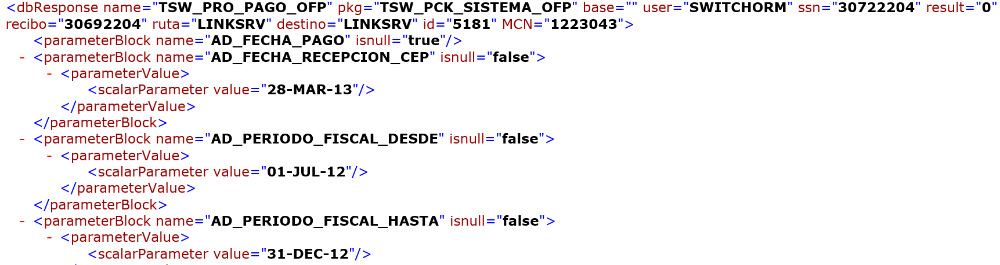 <dbResponse name="TSW_PRO_PAGO_OFP" pkg="TSW_PCK_SISTEMA_OFP" base="" user="SWITCHORM" ssn="30722204" result="0"
recibo="30692204" ruta="LINKSRV" destino="LINKSRV" id="5181" MCN="1223043">
<parameterBlock name="AD_FECHA_PAGO" isnull="true"/>
- <parameterBlock name="AD_FECHA_RECEPCION_CEP" isnull="false">
- <parameterValue>
<scalarParameter value="28-MAR-13"/>
</parameterValue>
</parameterBlock>
- <parameterBlock name="AD_PERIODO_FISCAL_DESDE" isnull="false">
- <parameterValue>
<scalarParameter value="01-JUL-12"/>
</parameterValue>
</parameterBlock>
- <parameterBlock name="AD_PERIODO_FISCAL_HASTA" isnull="false">
- <parameterValue>
<scalarParameter value="31-DEC-12"/>